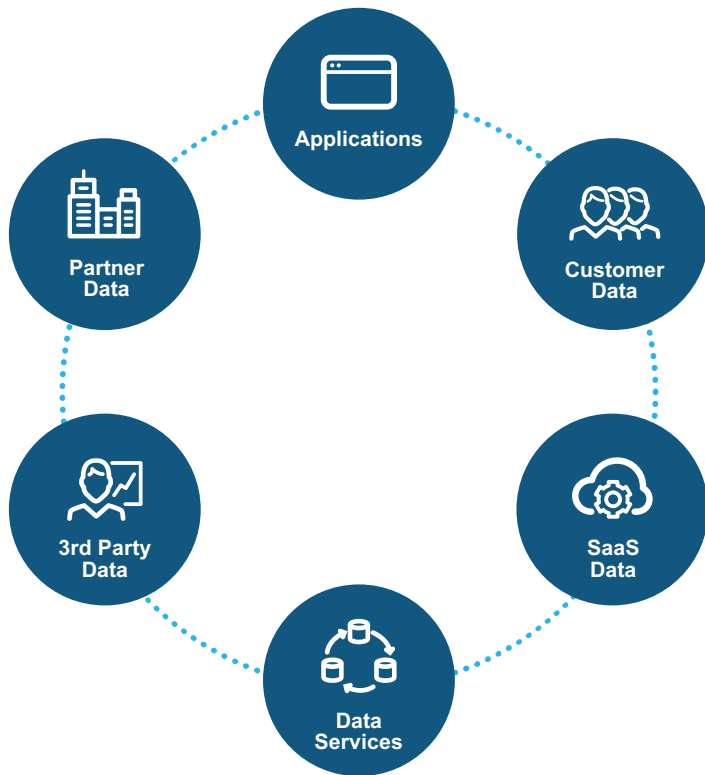 Applications
Partner
Data
Customer
Data
3rd Party
Data
SaaS
Data
Data
Services